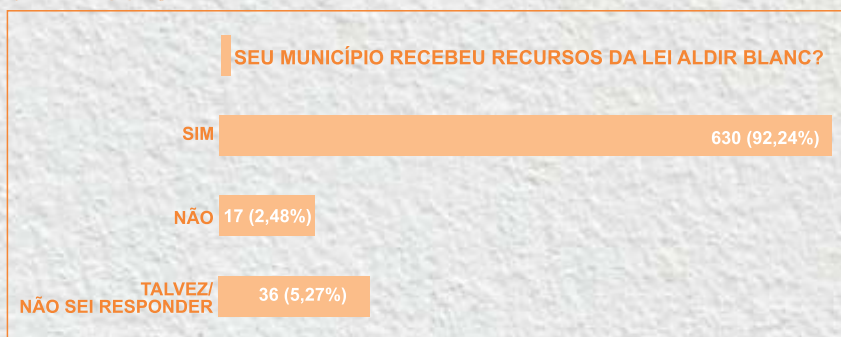 SEU MUNICÍPIO RECEBEU RECURSOS DA LEI ALDIR BLANC?
SIM
630 (92,24%)
NÃO
17 (2,48%)
TALVEZ/
NÃO SEI RESPONDER
36 (5,27%)